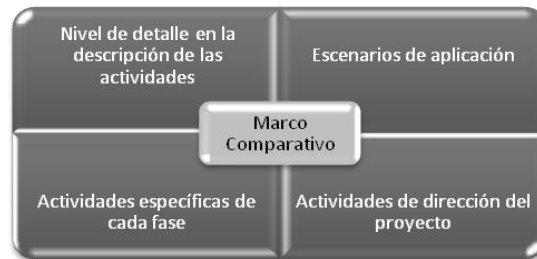 Nivel de detalle en la
descripción de las
actividades
Escenarios de aplicación
Marco
Comparativo
Actividades específicas de
cada fase
Actividades de dirección del
proyecto